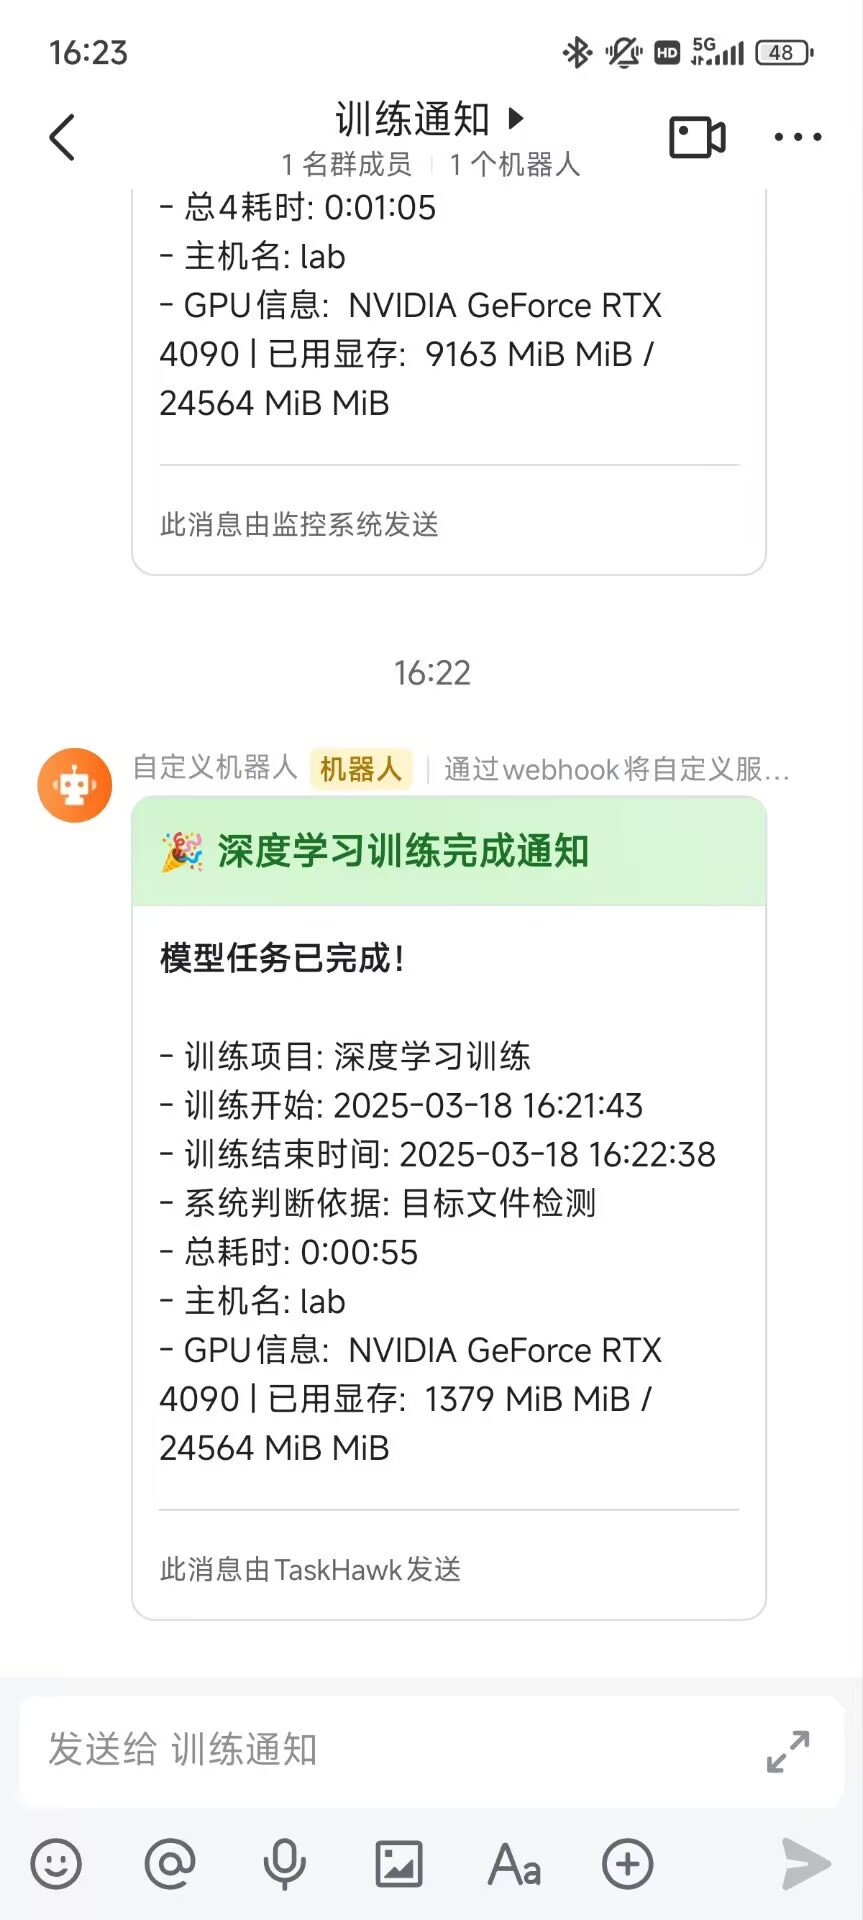 16:23
HD 5G 48
训练通知
1 名群成员 | 1 个机器人
- 总4耗时: 0:01:05
- 主机名: lab
- GPU信息: NVIDIA GeForce RTX
4090 | 已用显存: 9163 MiB MiB /
24564 MiB MiB
此消息由监控系统发送
16:22
自定义机器人 机器人 | 通过webhook将自定义服...
深度学习训练完成通知
模型任务已完成!
- 训练项目: 深度学习训练
- 训练开始: 2025-03-18 16:21:43
- 训练结束时间: 2025-03-18 16:22:38
- 系统判断依据: 目标文件检测
- 总耗时: 0:00:55
- 主机名: lab
- GPU信息: NVIDIA GeForce RTX
4090 | 已用显存: 1379 MiB MiB /
24564 MiB MiB
此消息由TaskHawk发送
发送给 训练通知
Aa